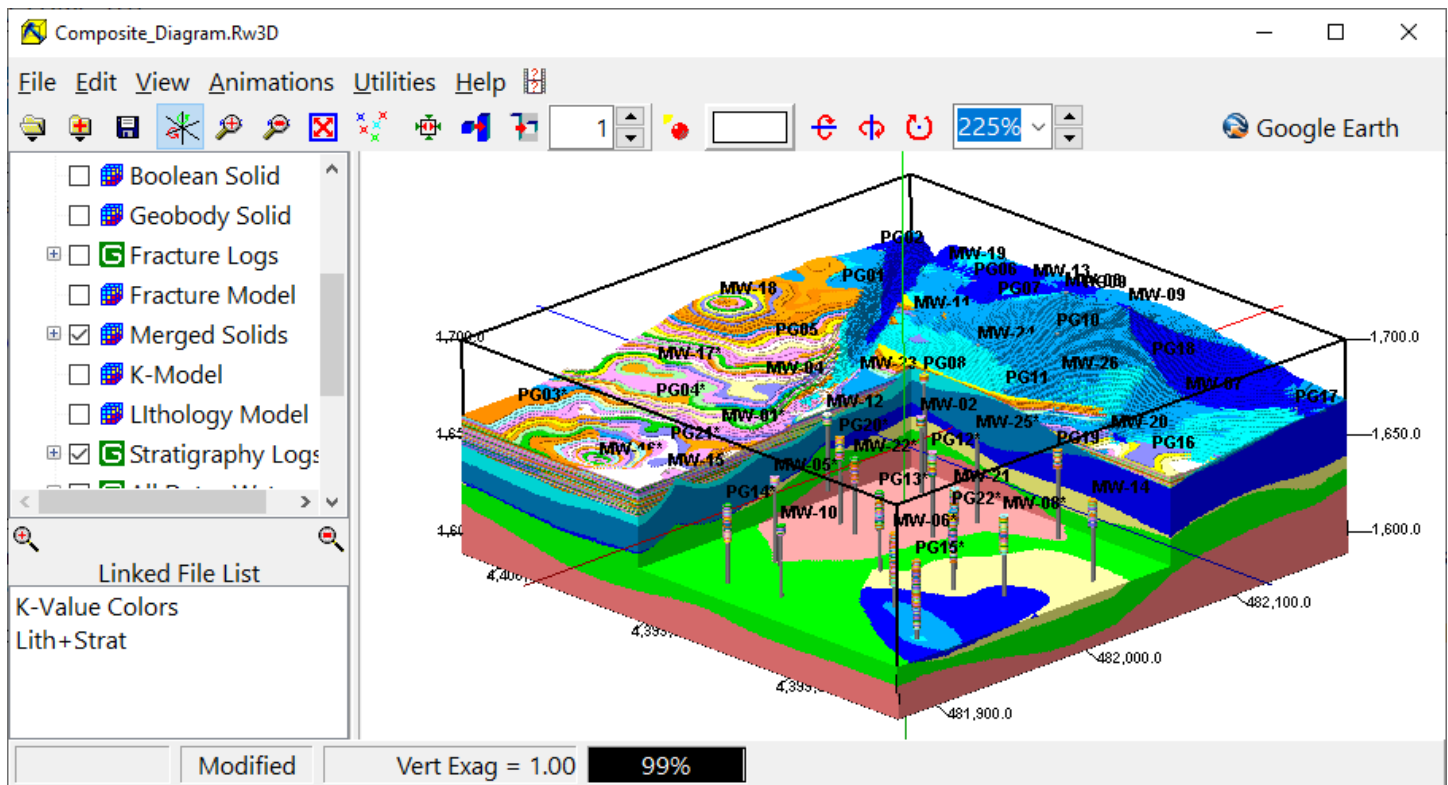 Composite_Diagram.Rw3D
File Edit View Animations Utilities Help
1
225%
Google Earth
Boolean Solid
Geobody Solid
Fracture Logs
Fracture Model
Merged Solids
K-Model
LIthology Model
Stratigraphy Logs
Linked File List
K-Value Colors
Lith+Strat
PG02
MW-19
PG01
PG06
MW-13
MW-18
PG07
MW-09
MW-11
PG05
MW-21
PG10
1,700.0
MW-17*
MW-04
MW-23
PG08
MW-26
PG18
PG11
MW-07
PG03*
PG04*
MW-01*
MW-12
MW-02
PG17
PG21*
PG20*
MW-25*
MW-20
1,650.0
MW-15
MW-22*
PG12*
PG19
PG16
MW-05*
PG13*
MW-21
PG14*
PG22*
MW-08*
MW-14
MW-10
MW-06*
1,600.0
PG15*
482,100.0
482,000.0
481,900.0
Modified
Vert Exag = 1.00
99%